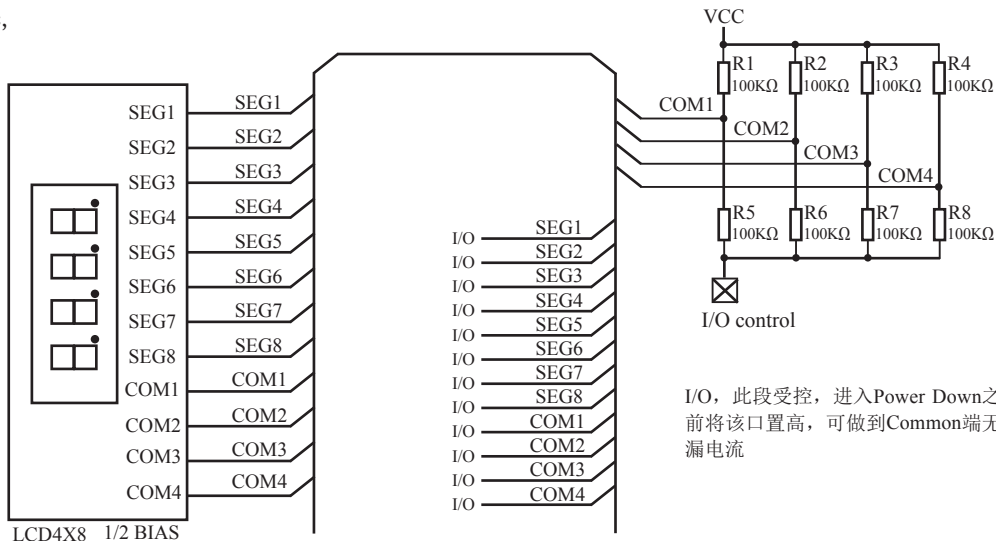 ,
VCC
R1
100KΩ
R2
100KΩ
R3
100KΩ
R4
100KΩ
COM1
COM2
COM3
COM4
R5
100KΩ
R6
100KΩ
R7
100KΩ
R8
100KΩ
I/O control
SEG1 SEG1
SEG2 SEG2
SEG3 SEG3
SEG4 SEG4
SEG5 SEG5
SEG6 SEG6
SEG7 SEG7
SEG8 SEG8
COM1 COM1
COM2 COM2
COM3 COM3
COM4 COM4
LCD4X8 1/2 BIAS
I/O SEG1
I/O SEG2
I/O SEG3
I/O SEG4
I/O SEG5
I/O SEG6
I/O SEG7
I/O SEG8
I/O COM1
I/O COM2
I/O COM3
I/O COM4
I/O，此段受控，进入Power Down之
前将该口置高，可做到Common端无
漏电流